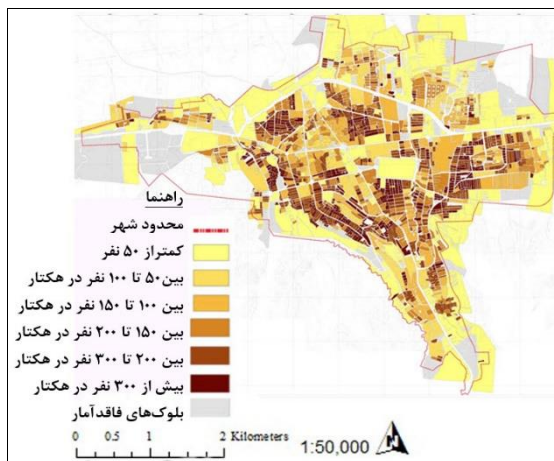 راهنما
محدود شهر
کمتراز ۵۰ نفر
بین۵۰ تا ۱۰۰ نفر در هکتار
بین ۱۰۰ تا ۱۵۰ نفر در هکتار
بین ۱۵۰ تا ۲۰۰ نفر در هکتار
بین ۲۰۰ تا ۳۰۰ نفر در هکتار
بیش از ۳۰۰ نفر در هکتار
بلوک‌های فاقدآمار
0 0.5 1 2 Kilometers
1:50,000
N